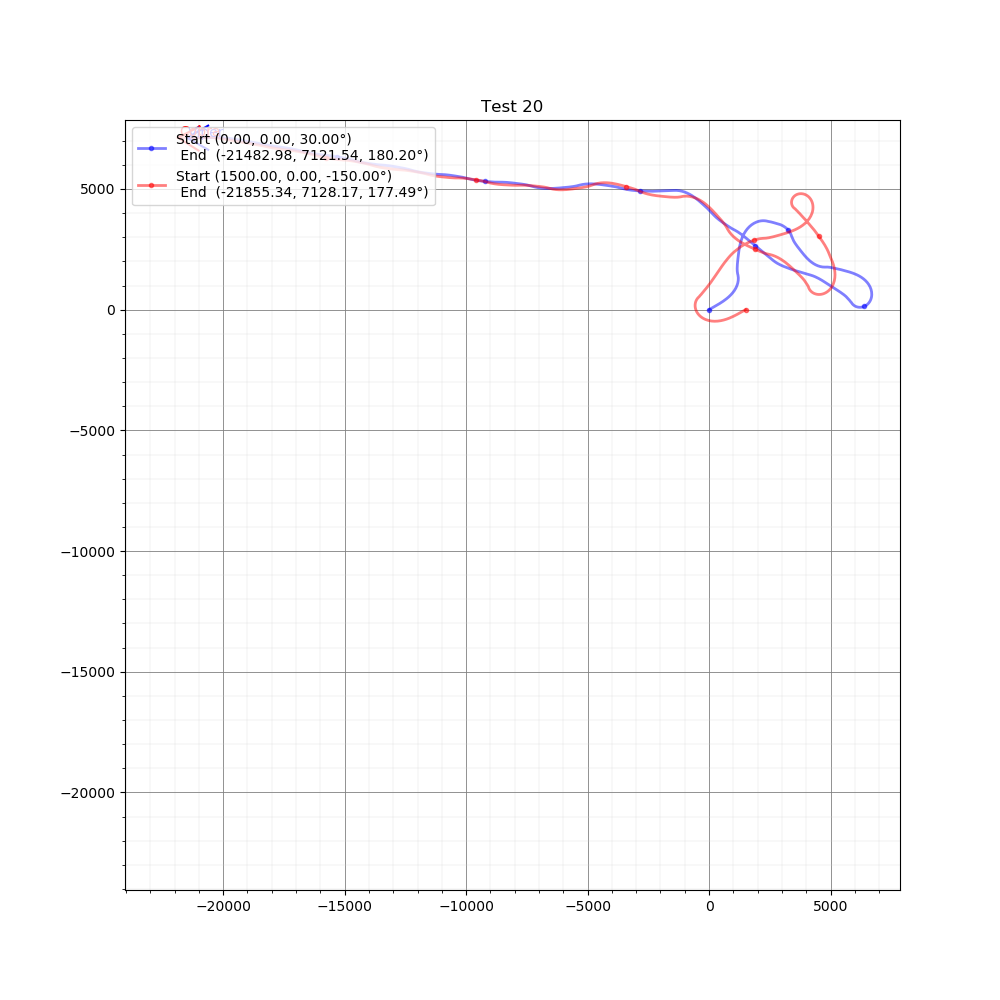 Test 20
Start (0.00, 0.00, 30.00°)
End (-21482.98, 7121.54, 180.20°)
Start (1500.00, 0.00, -150.00°)
End (-21855.34, 7128.17, 177.49°)
5000
0
−5000
−10000
−15000
−20000
−20000 −15000 −10000 −5000 0 5000